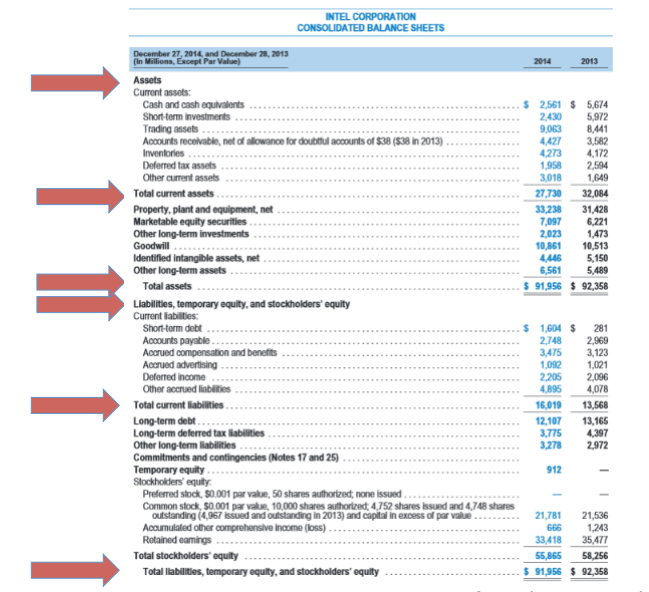 INTEL CORPORATION
CONSOLIDATED BALANCE SHEETS
December 27, 2014, and December 28, 2013
(In Millions, Except Par Value) 2014 2013
Assets
Current assets:
Cash and cash equivalents $ 2,561 $ 5,674
Short-term investments 2,430 5,972
Trading assets 9,063 8,441
Accounts receivable, net of allowance for doubtful accounts of $38 ($38 in 2013) 4,427 3,582
Inventories 4,273 4,172
Deferred tax assets 1,958 2,594
Other current assets 3,018 1,649
Total current assets 27,730 32,084
Property, plant and equipment, net 33,238 31,428
Marketable equity securities 7,097 6,221
Other long-term investments 2,023 1,473
Goodwill 10,861 10,513
Identified intangible assets, net 4,446 5,150
Other long-term assets 6,561 5,489
Total assets $ 91,956 $ 92,358
Liabilities, temporary equity, and stockholders' equity
Current liabilities:
Short-term debt $ 1,604 $ 281
Accounts payable 2,748 2,969
Accrued compensation and benefits 3,475 3,123
Accrued advertising 1,092 1,021
Deferred income 2,205 2,096
Other accrued liabilities 4,895 4,078
Total current liabilities 16,019 13,568
Long-term debt 12,107 13,165
Long-term deferred tax liabilities 3,775 4,397
Other long-term liabilities 3,278 2,972
Commitments and contingencies (Notes 17 and 25)
Temporary equity 912 —
Stockholders' equity:
Preferred stock, $0.001 par value, 50 shares authorized; none issued — —
Common stock, $0.001 par value, 10,000 shares authorized; 4,752 shares issued and 4,748 shares
outstanding (4,967 issued and outstanding in 2013) and capital in excess of par value 21,781 21,536
Accumulated other comprehensive income (loss) 666 1,243
Retained earnings 33,418 35,477
Total stockholders' equity 55,865 58,256
Total liabilities, temporary equity, and stockholders' equity $ 91,956 $ 92,358